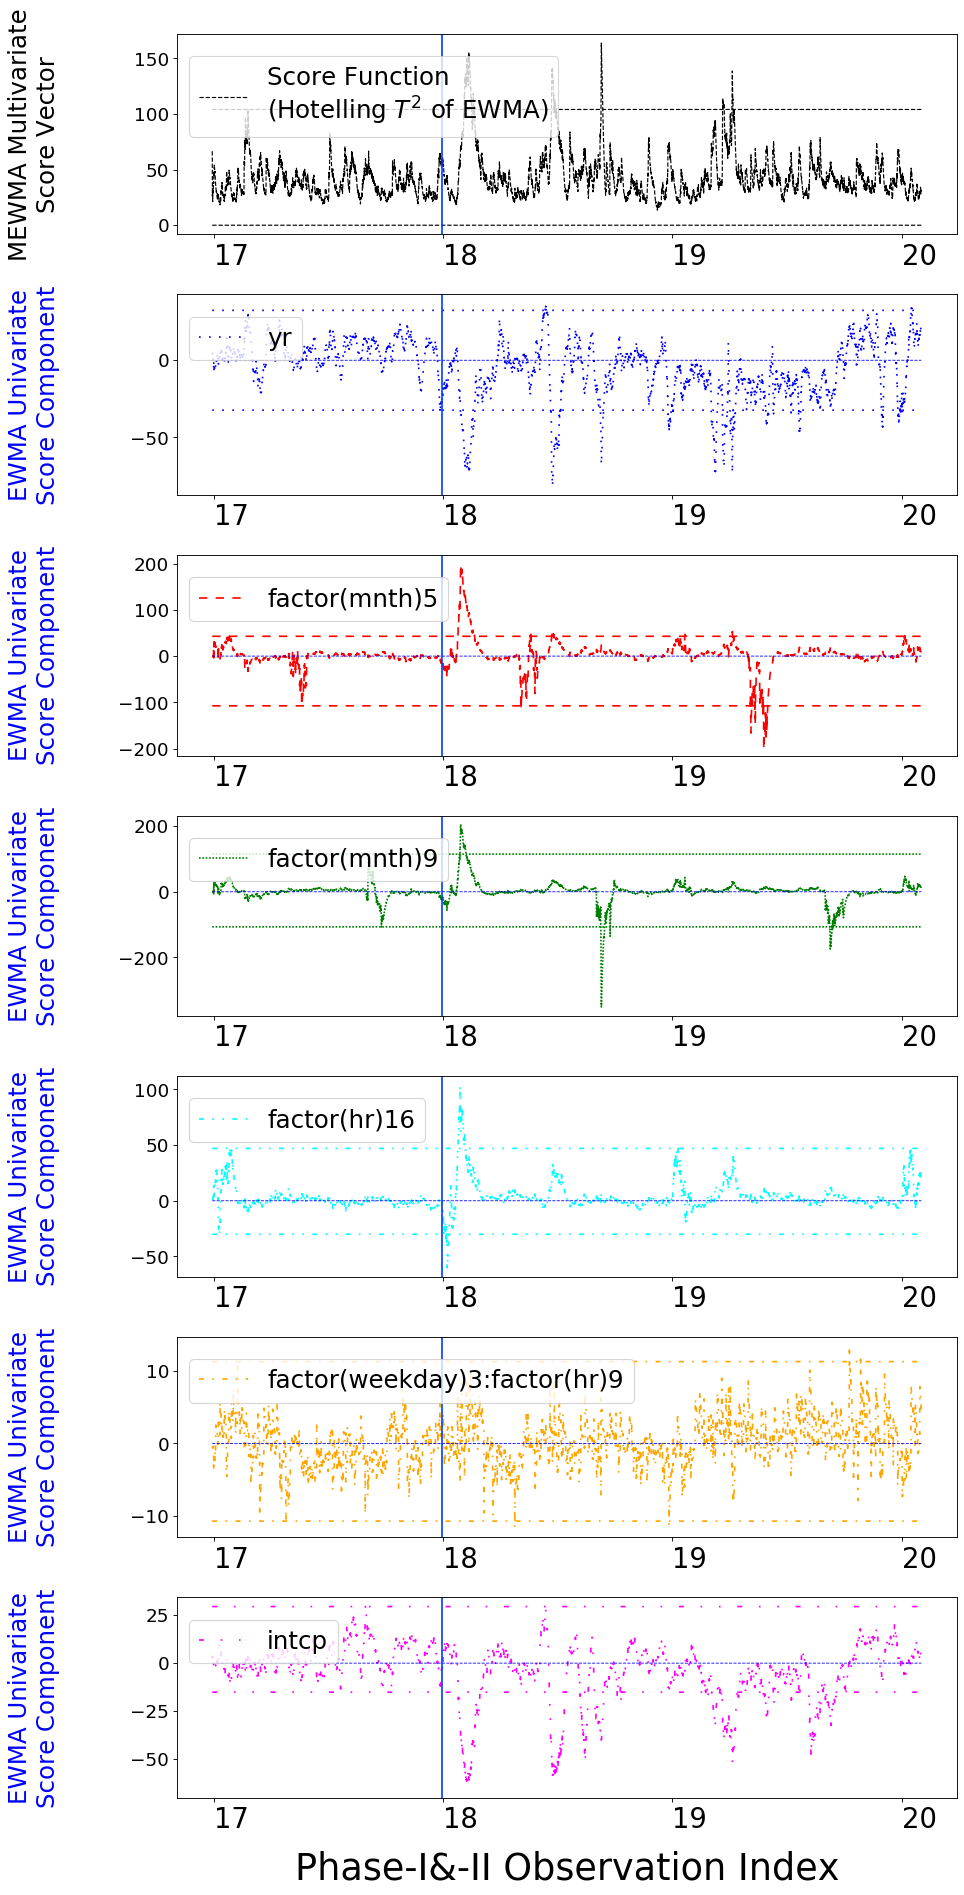 MEWMA Multivariate
Score Vector
150
100
50
0
Score Function
(Hotelling T² of EWMA)
17 18 19 20
EWMA Univariate
Score Component
0
−50
yr
17 18 19 20
EWMA Univariate
Score Component
200
100
0
−100
−200
factor(mnth)5
17 18 19 20
EWMA Univariate
Score Component
200
0
−200
factor(mnth)9
17 18 19 20
EWMA Univariate
Score Component
100
50
0
−50
factor(hr)16
17 18 19 20
EWMA Univariate
Score Component
10
0
−10
factor(weekday)3:factor(hr)9
17 18 19 20
EWMA Univariate
Score Component
25
0
−25
−50
intcp
17 18 19 20
Phase-I&-II Observation Index